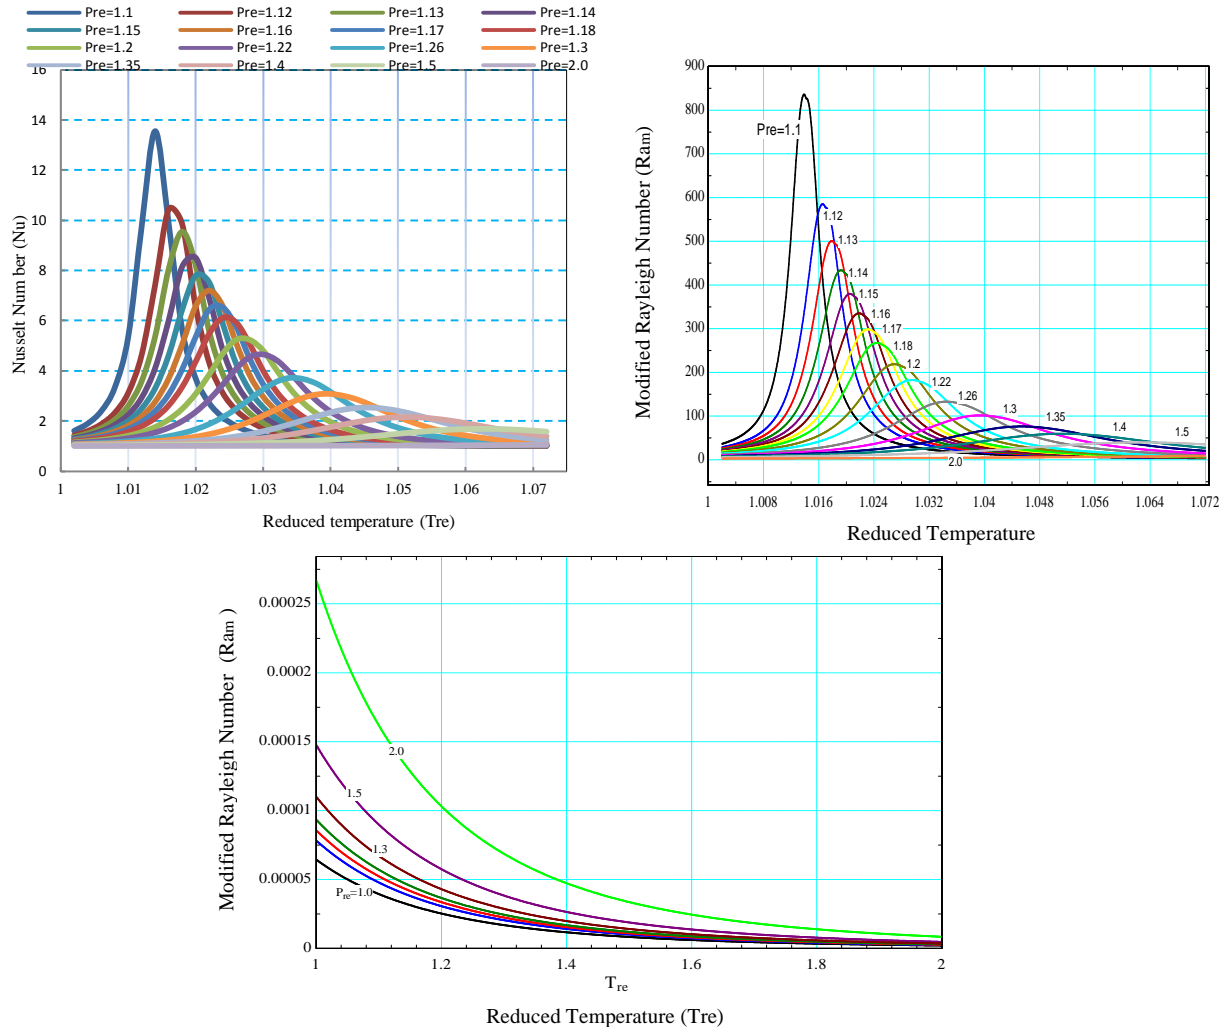 Pre=1.1 Pre=1.12 Pre=1.13 Pre=1.14
Pre=1.15 Pre=1.16 Pre=1.17 Pre=1.18
Pre=1.2 Pre=1.22 Pre=1.26 Pre=1.3
Pre=1.35 Pre=1.4 Pre=1.5 Pre=2.0
16
14
12
10
8
6
4
2
0
Nusselt Number (Nu)
1 1.01 1.02 1.03 1.04 1.05 1.06 1.07
Reduced temperature (Tre)
900
800
700
600
500
400
300
200
100
0
Modified Rayleigh Number (Ram)
Pre=1.1
1.12
1.13
1.14
1.15
1.16
1.17
1.18
1.2
1.22
1.26
1.3
1.35
1.4
1.5
2.0
1 1.008 1.016 1.024 1.032 1.04 1.048 1.056 1.064 1.072
Reduced Temperature
0.00025
0.0002
0.00015
0.0001
0.00005
0
Modified Rayleigh Number (Ram )
2.0
1.5
1.3
Pre=1.0
1 1.2 1.4 1.6 1.8 2
Tre
Reduced Temperature (Tre)